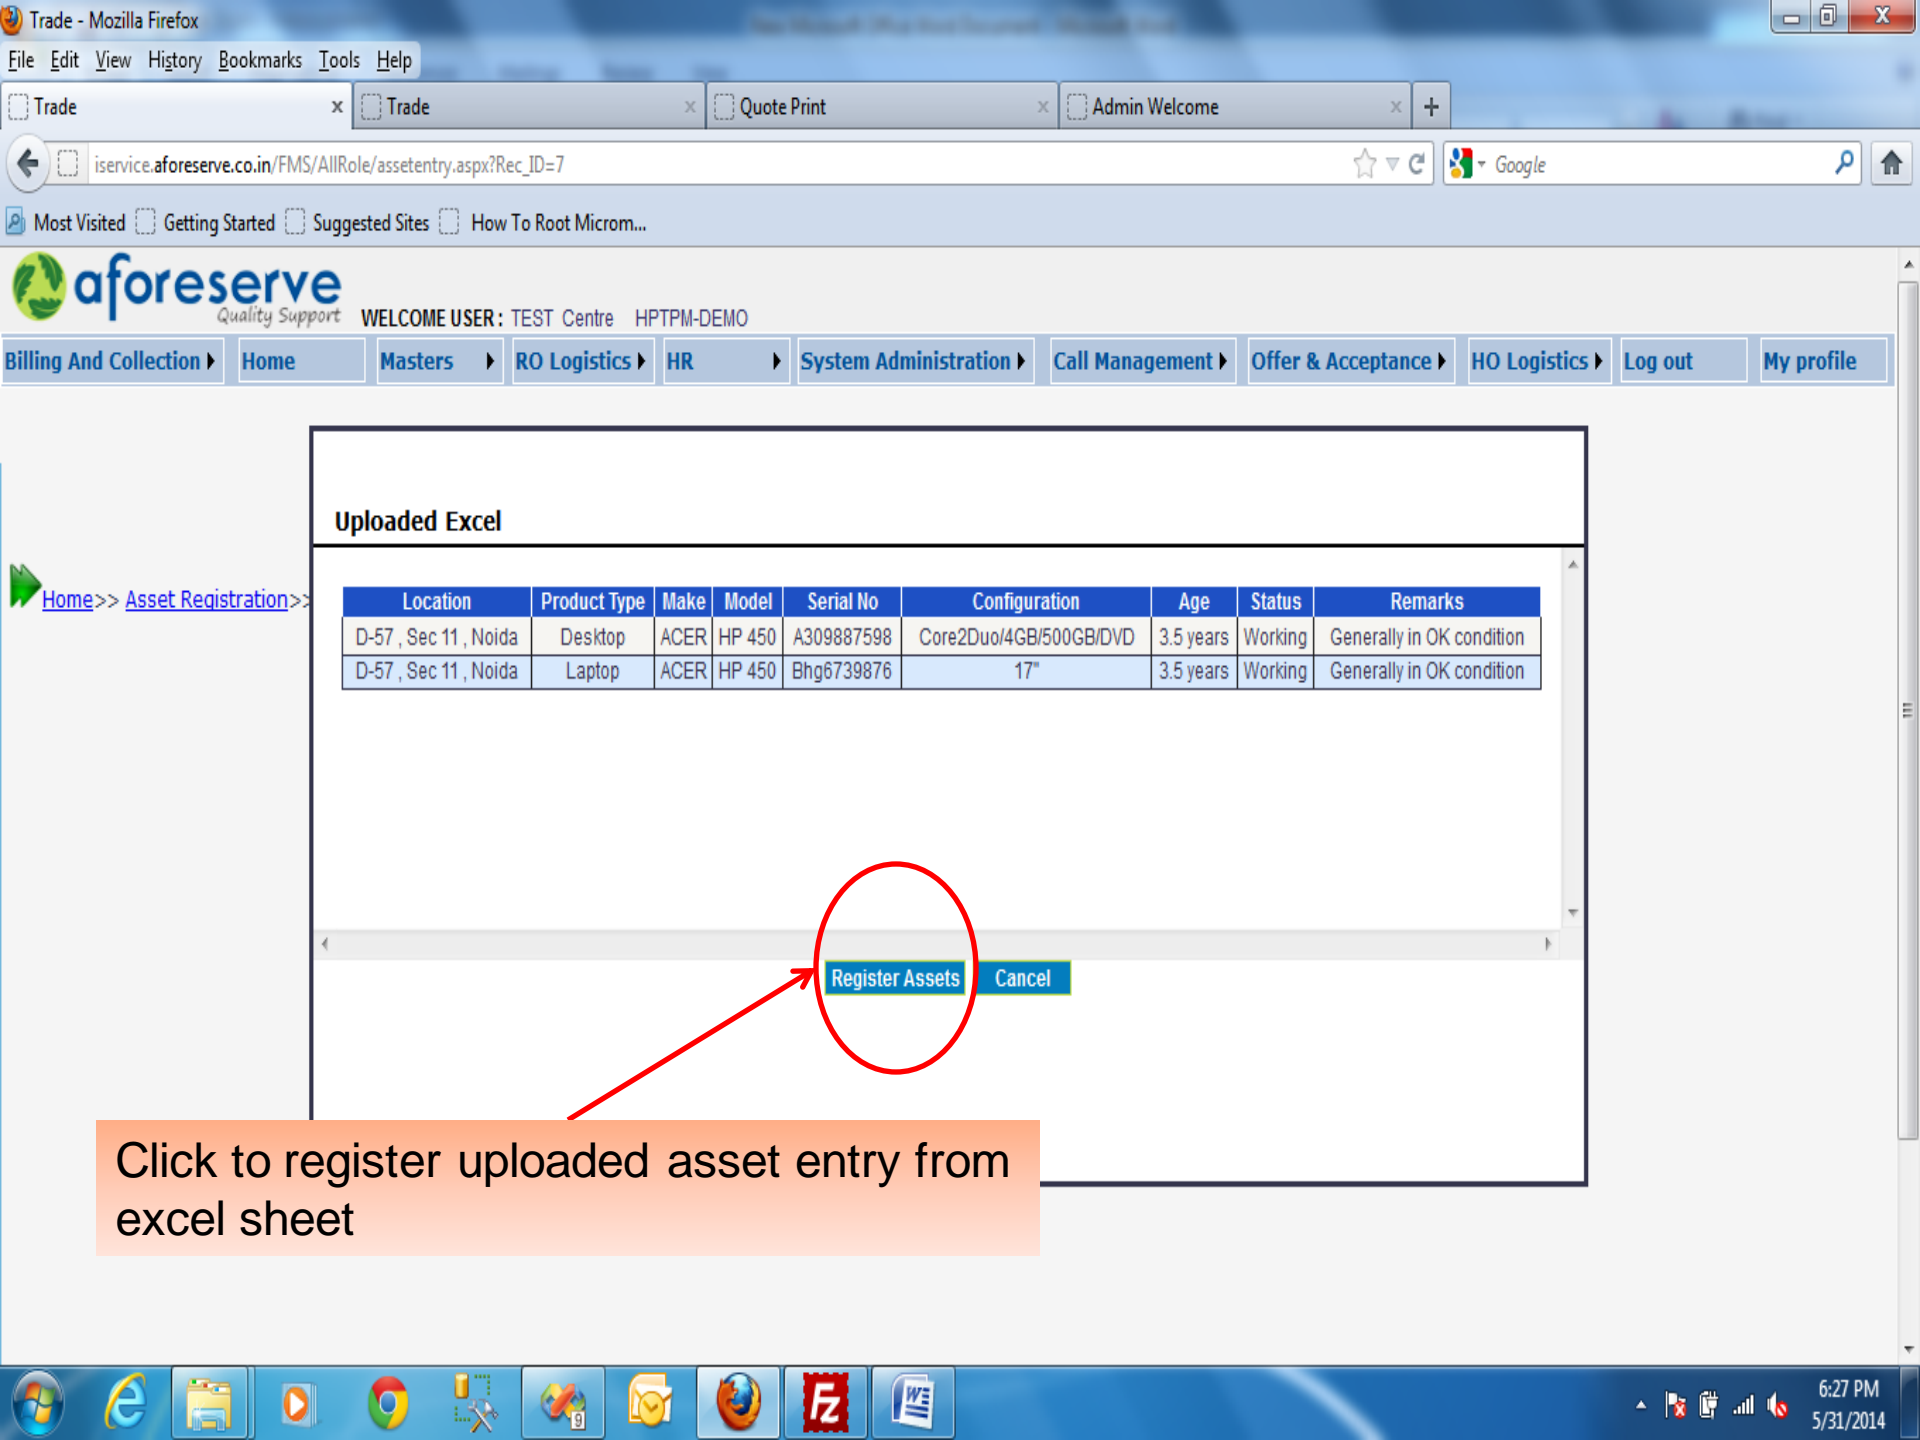 Trade - Mozilla Firefox
File Edit View History Bookmarks Tools Help
Trade x Trade x Quote Print x Admin Welcome x +
iservice.aforeserve.co.in/FMS/AllRole/assetentry.aspx?Rec_ID=7 Google
Most Visited Getting Started Suggested Sites How To Root Microm...
aforeserve
Quality Support WELCOME USER : TEST Centre HPTPM-DEMO
Billing And Collection Home Masters RO Logistics HR System Administration Call Management Offer & Acceptance HO Logistics Log out My profile
Uploaded Excel
Home>> Asset Registration>>
Location Product Type Make Model Serial No Configuration Age Status Remarks
D-57 , Sec 11 , Noida Desktop ACER HP 450 A309887598 Core2Duo/4GB/500GB/DVD 3.5 years Working Generally in OK condition
D-57 , Sec 11 , Noida Laptop ACER HP 450 Bhg6739876 17" 3.5 years Working Generally in OK condition
Register Assets Cancel
Click to register uploaded asset entry from
excel sheet
6:27 PM
5/31/2014